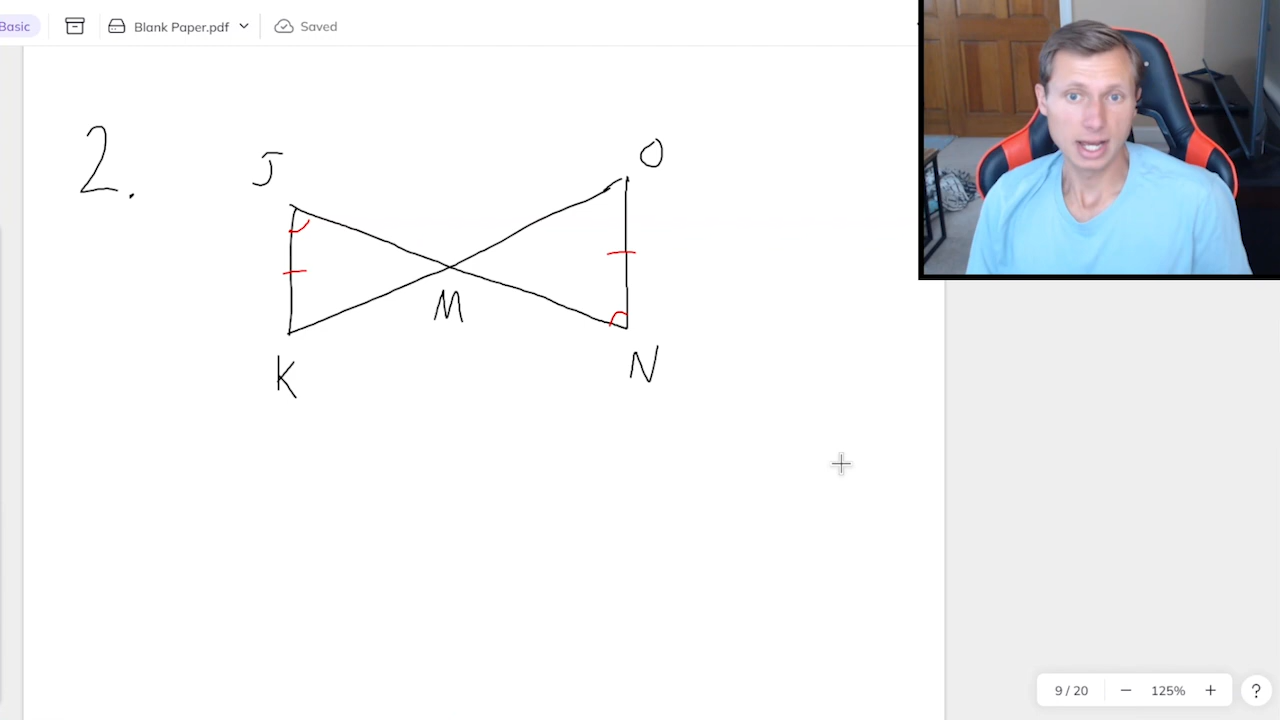 Basic
Blank Paper.pdf
Saved
2.
J
O
M
K
N
9 / 20
125%
?